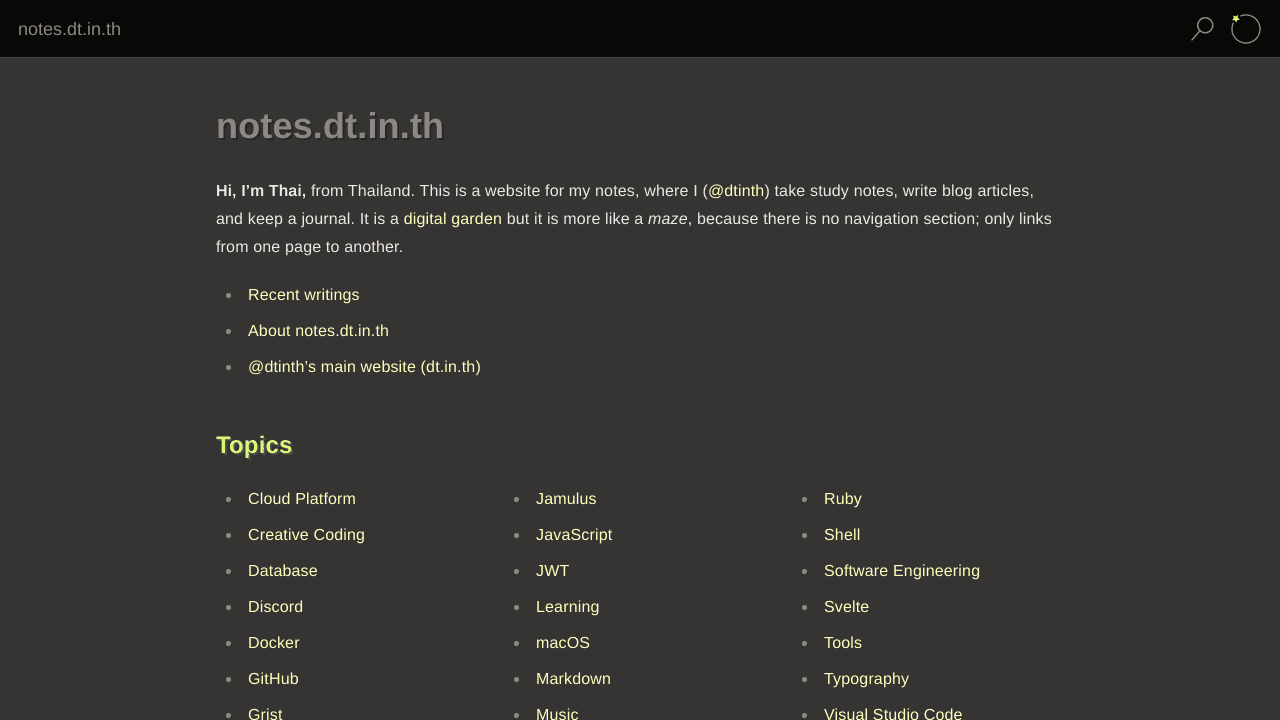 notes.dt.in.th
notes.dt.in.th
Hi, I’m Thai, from Thailand. This is a website for my notes, where I (@dtinth) take study notes, write blog articles,
and keep a journal. It is a digital garden but it is more like a maze, because there is no navigation section; only links
from one page to another.
Recent writings
About notes.dt.in.th
@dtinth’s main website (dt.in.th)
Topics
Cloud Platform
Creative Coding
Database
Discord
Docker
GitHub
Grist
Jamulus
JavaScript
JWT
Learning
macOS
Markdown
Music
Ruby
Shell
Software Engineering
Svelte
Tools
Typography
Visual Studio Code